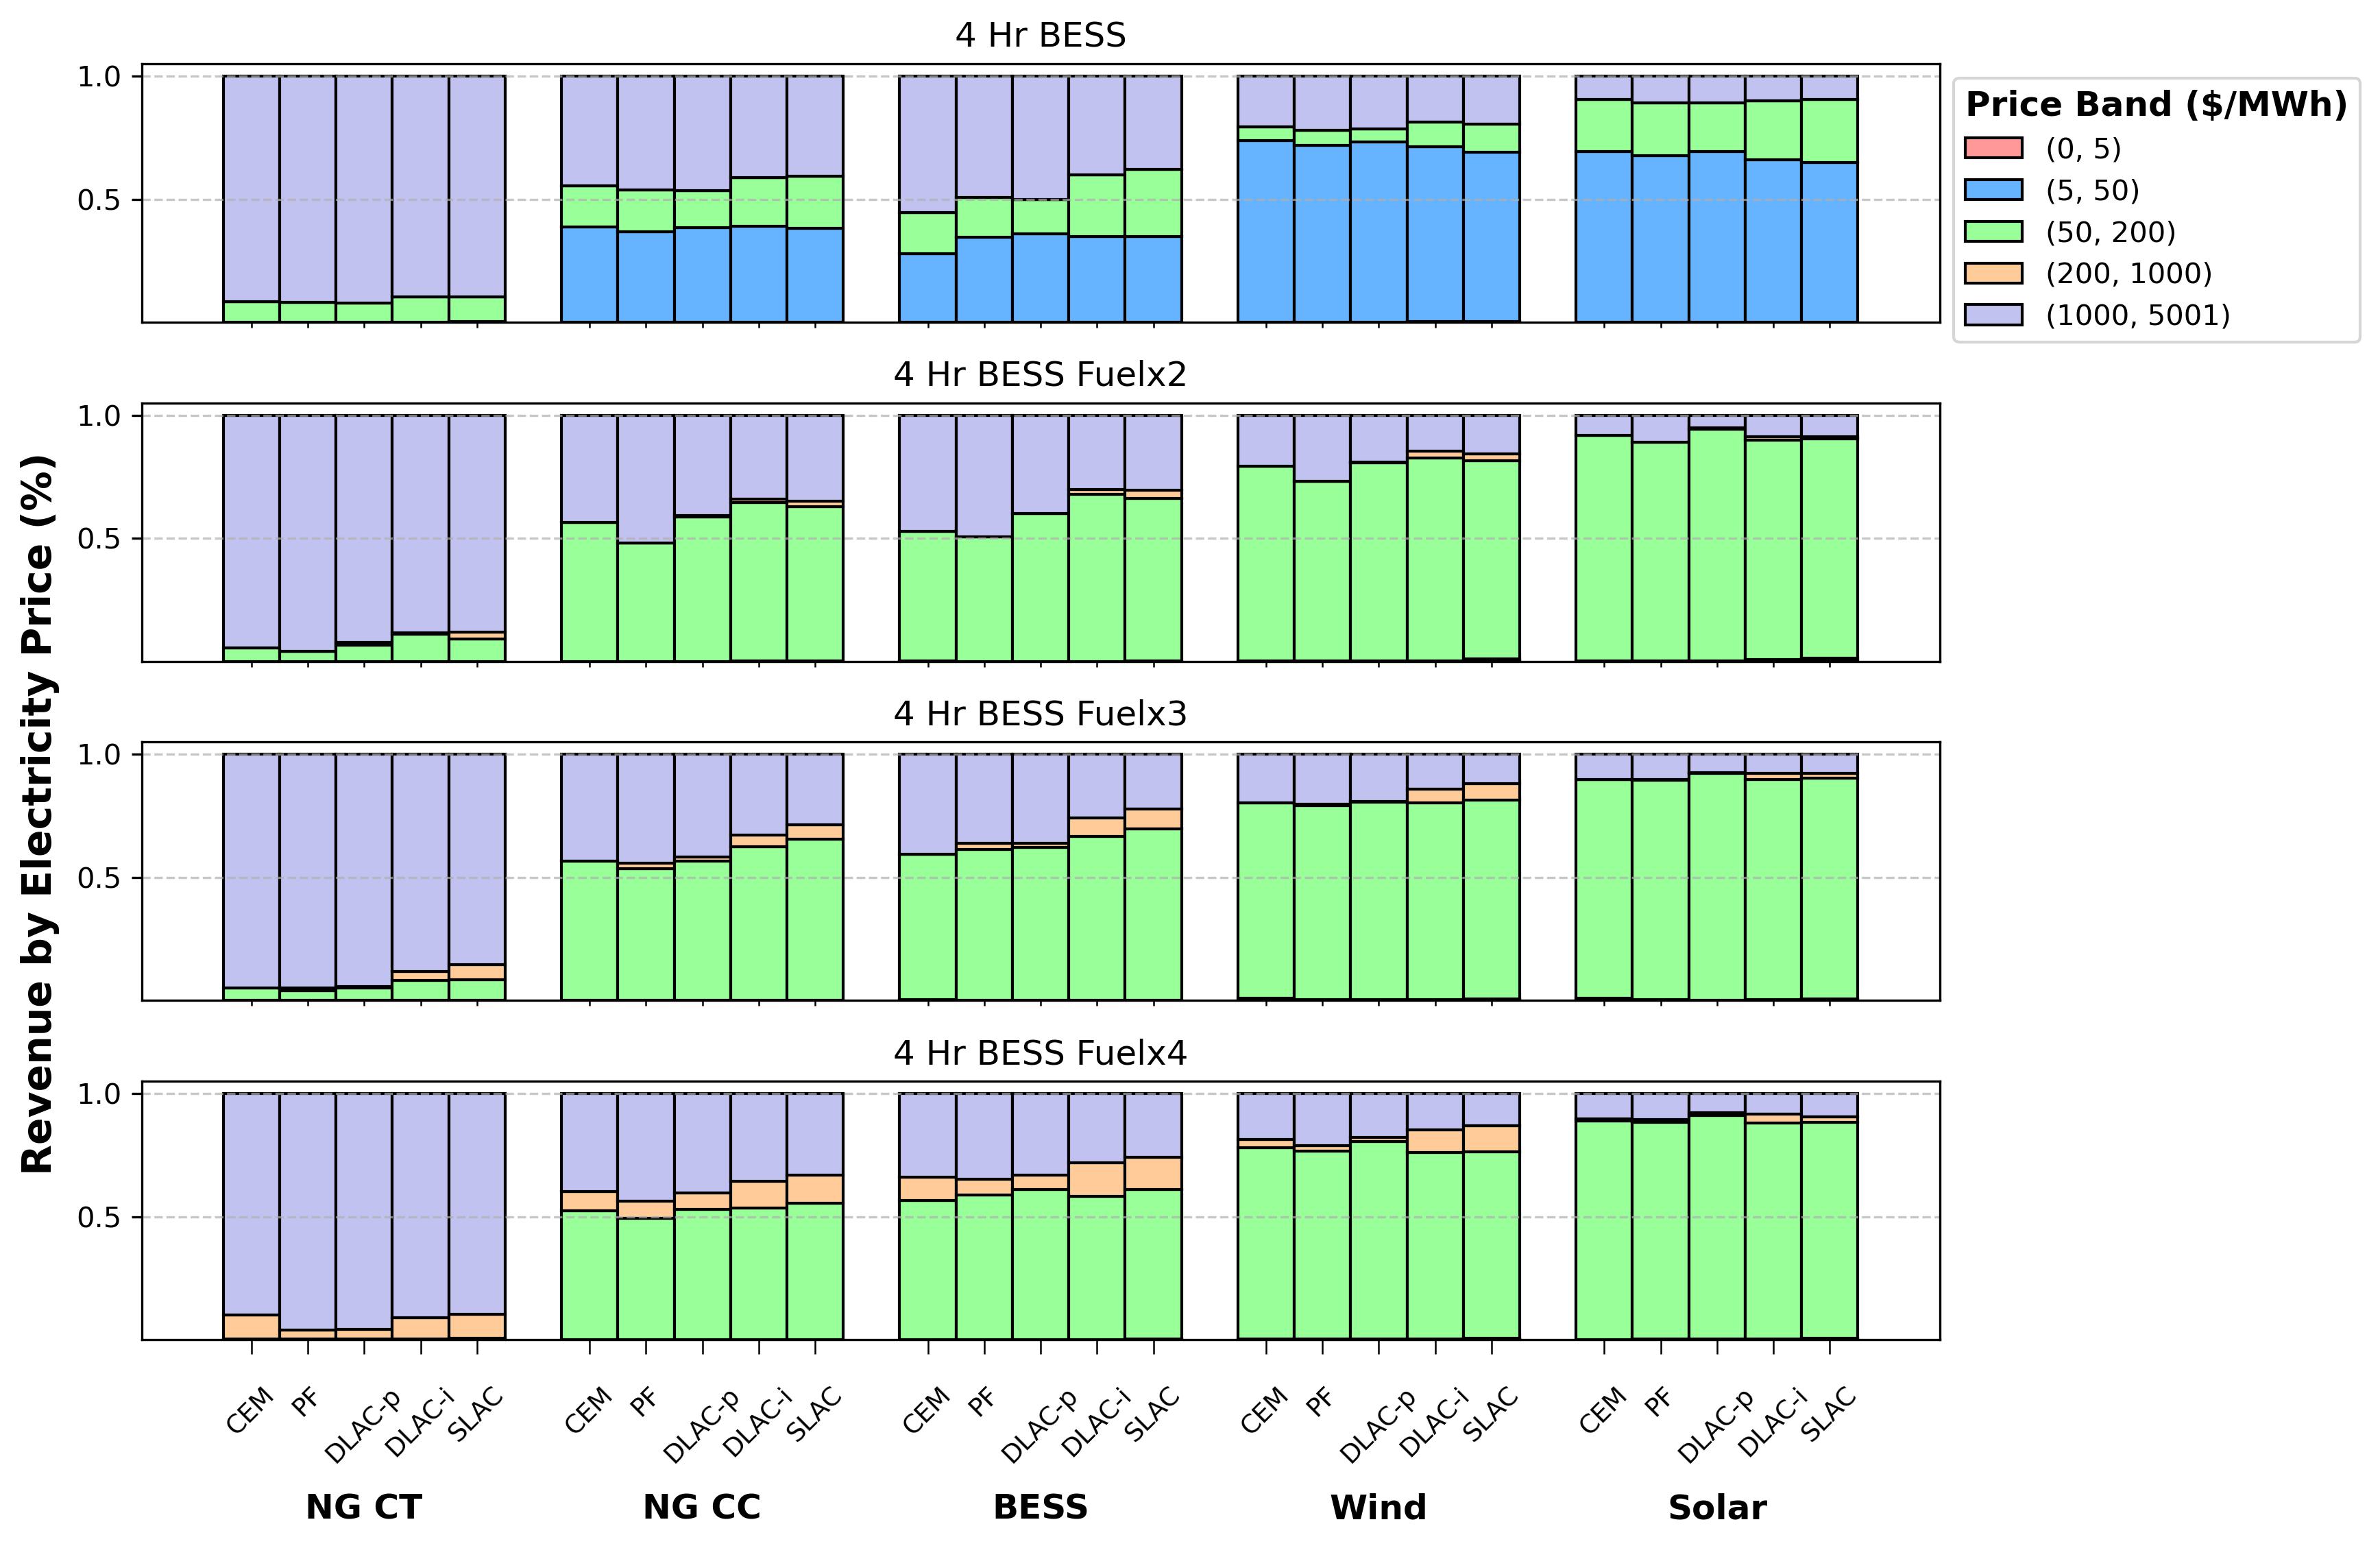 4 Hr BESS
1.0
0.5
Price Band ($/MWh)
(0, 5)
(5, 50)
(50, 200)
(200, 1000)
(1000, 5001)
4 Hr BESS Fuelx2
1.0
0.5
4 Hr BESS Fuelx3
1.0
0.5
4 Hr BESS Fuelx4
1.0
0.5
Revenue by Electricity Price (%)
CEM PF DLAC-p DLAC-i SLAC CEM PF DLAC-p DLAC-i SLAC CEM PF DLAC-p DLAC-i SLAC CEM PF DLAC-p DLAC-i SLAC CEM PF DLAC-p DLAC-i SLAC
NG CT NG CC BESS Wind Solar